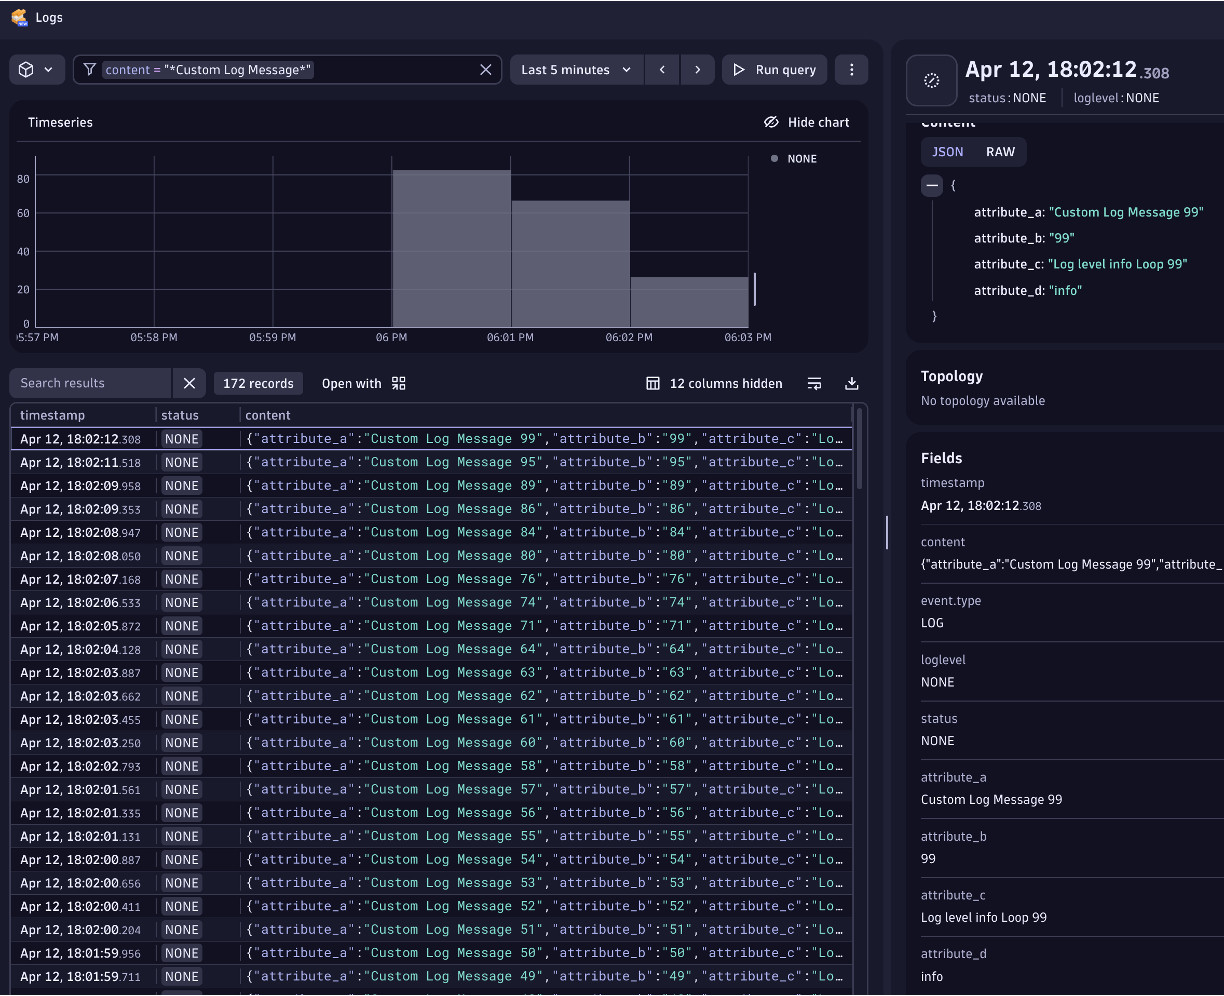 Logs
content = "*Custom Log Message*"
Last 5 minutes
Run query
Timeseries
Hide chart
NONE
80
60
40
20
0
05:57 PM
05:58 PM
05:59 PM
06 PM
06:01 PM
06:02 PM
06:03 PM
Search results
172 records
Open with
12 columns hidden
timestamp status content
Apr 12, 18:02:12.308 NONE {"attribute_a":"Custom Log Message 99","attribute_b":"99","attribute_c":"Lo…
Apr 12, 18:02:11.518 NONE {"attribute_a":"Custom Log Message 95","attribute_b":"95","attribute_c":"Lo…
Apr 12, 18:02:09.958 NONE {"attribute_a":"Custom Log Message 89","attribute_b":"89","attribute_c":"Lo…
Apr 12, 18:02:09.353 NONE {"attribute_a":"Custom Log Message 86","attribute_b":"86","attribute_c":"Lo…
Apr 12, 18:02:08.947 NONE {"attribute_a":"Custom Log Message 84","attribute_b":"84","attribute_c":"Lo…
Apr 12, 18:02:08.050 NONE {"attribute_a":"Custom Log Message 80","attribute_b":"80","attribute_c":"Lo…
Apr 12, 18:02:07.168 NONE {"attribute_a":"Custom Log Message 76","attribute_b":"76","attribute_c":"Lo…
Apr 12, 18:02:06.533 NONE {"attribute_a":"Custom Log Message 74","attribute_b":"74","attribute_c":"Lo…
Apr 12, 18:02:05.872 NONE {"attribute_a":"Custom Log Message 71","attribute_b":"71","attribute_c":"Lo…
Apr 12, 18:02:04.128 NONE {"attribute_a":"Custom Log Message 64","attribute_b":"64","attribute_c":"Lo…
Apr 12, 18:02:03.887 NONE {"attribute_a":"Custom Log Message 63","attribute_b":"63","attribute_c":"Lo…
Apr 12, 18:02:03.662 NONE {"attribute_a":"Custom Log Message 62","attribute_b":"62","attribute_c":"Lo…
Apr 12, 18:02:03.455 NONE {"attribute_a":"Custom Log Message 61","attribute_b":"61","attribute_c":"Lo…
Apr 12, 18:02:03.250 NONE {"attribute_a":"Custom Log Message 60","attribute_b":"60","attribute_c":"Lo…
Apr 12, 18:02:02.793 NONE {"attribute_a":"Custom Log Message 58","attribute_b":"58","attribute_c":"Lo…
Apr 12, 18:02:01.561 NONE {"attribute_a":"Custom Log Message 57","attribute_b":"57","attribute_c":"Lo…
Apr 12, 18:02:01.335 NONE {"attribute_a":"Custom Log Message 56","attribute_b":"56","attribute_c":"Lo…
Apr 12, 18:02:01.131 NONE {"attribute_a":"Custom Log Message 55","attribute_b":"55","attribute_c":"Lo…
Apr 12, 18:02:00.887 NONE {"attribute_a":"Custom Log Message 54","attribute_b":"54","attribute_c":"Lo…
Apr 12, 18:02:00.656 NONE {"attribute_a":"Custom Log Message 53","attribute_b":"53","attribute_c":"Lo…
Apr 12, 18:02:00.411 NONE {"attribute_a":"Custom Log Message 52","attribute_b":"52","attribute_c":"Lo…
Apr 12, 18:02:00.204 NONE {"attribute_a":"Custom Log Message 51","attribute_b":"51","attribute_c":"Lo…
Apr 12, 18:01:59.956 NONE {"attribute_a":"Custom Log Message 50","attribute_b":"50","attribute_c":"Lo…
Apr 12, 18:01:59.711 NONE {"attribute_a":"Custom Log Message 49","attribute_b":"49","attribute_c":"Lo…
Apr 12, 18:02:12.308
status: NONE loglevel: NONE
Content
JSON RAW
{
attribute_a: "Custom Log Message 99"
attribute_b: "99"
attribute_c: "Log level info Loop 99"
attribute_d: "info"
}
Topology
No topology available
Fields
timestamp
Apr 12, 18:02:12.308
content
{"attribute_a":"Custom Log Message 99","attribute_
event.type
LOG
loglevel
NONE
status
NONE
attribute_a
Custom Log Message 99
attribute_b
99
attribute_c
Log level info Loop 99
attribute_d
info